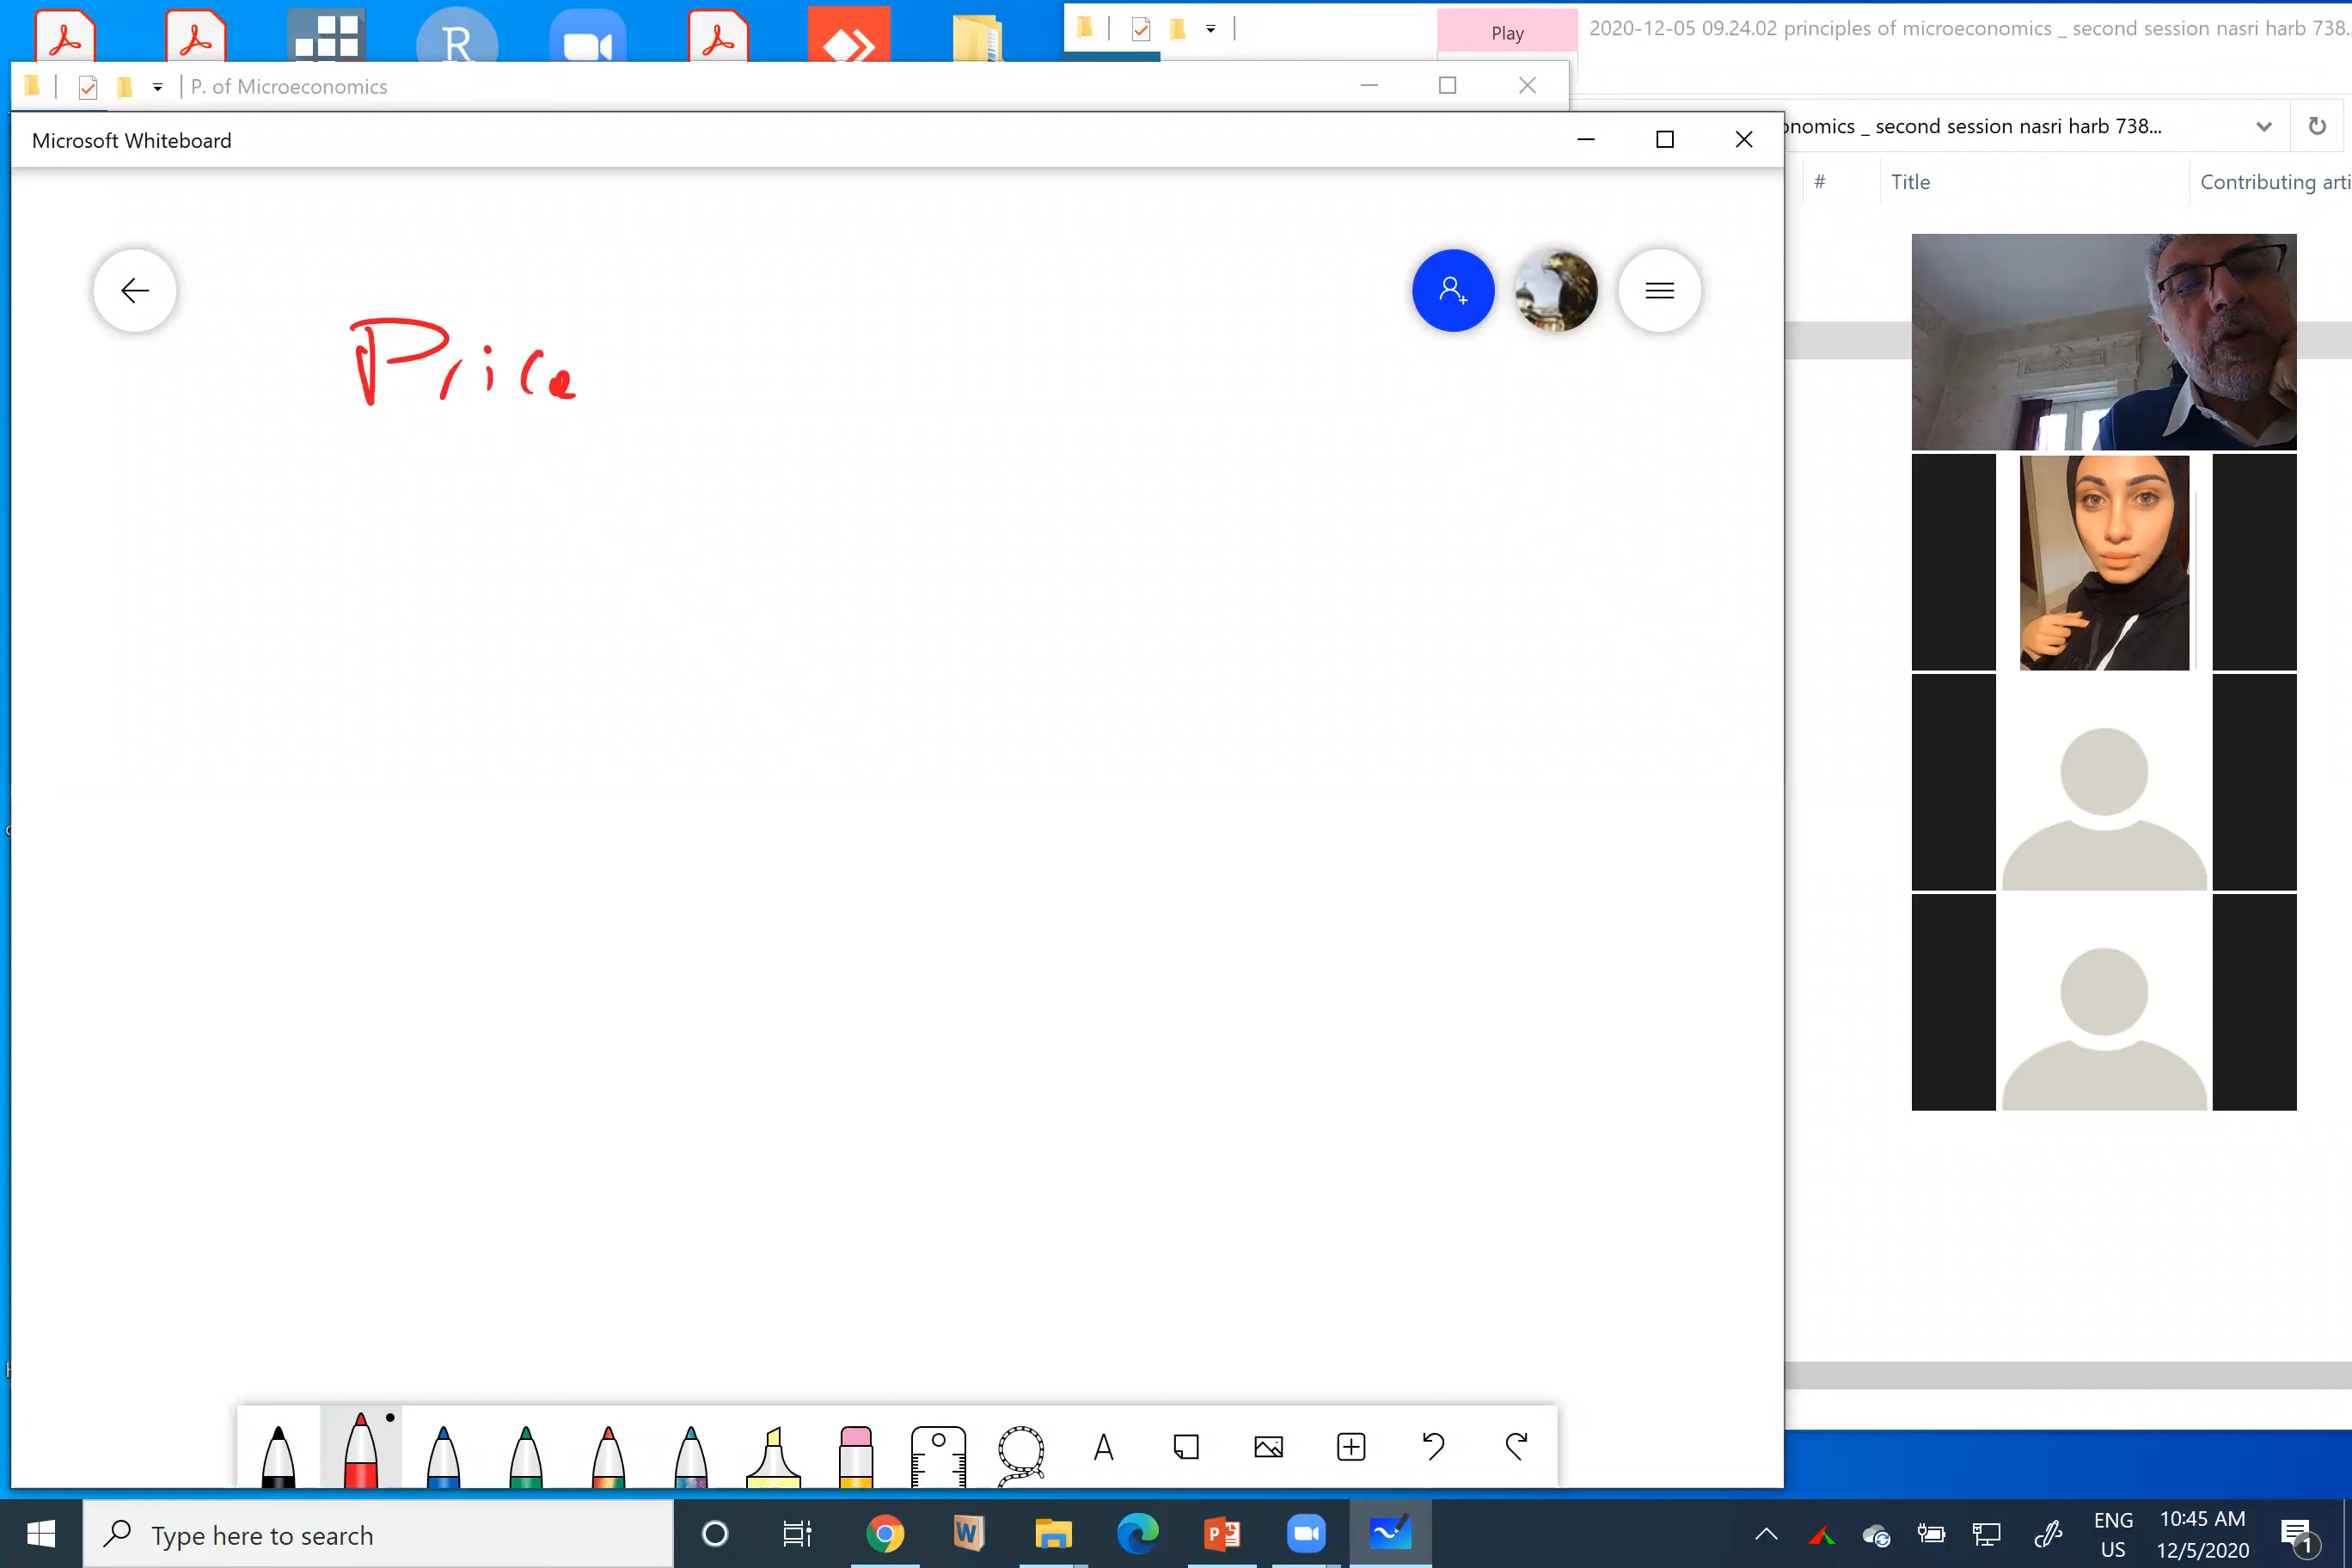 Play
2020-12-05 09.24.02 principles of microeconomics _ second session nasri harb 738..
P. of Microeconomics
Microsoft Whiteboard
onomics _ second session nasri harb 738...
#
Title
Contributing arti
Price
A
Type here to search
ENG
US
10:45 AM
12/5/2020
1